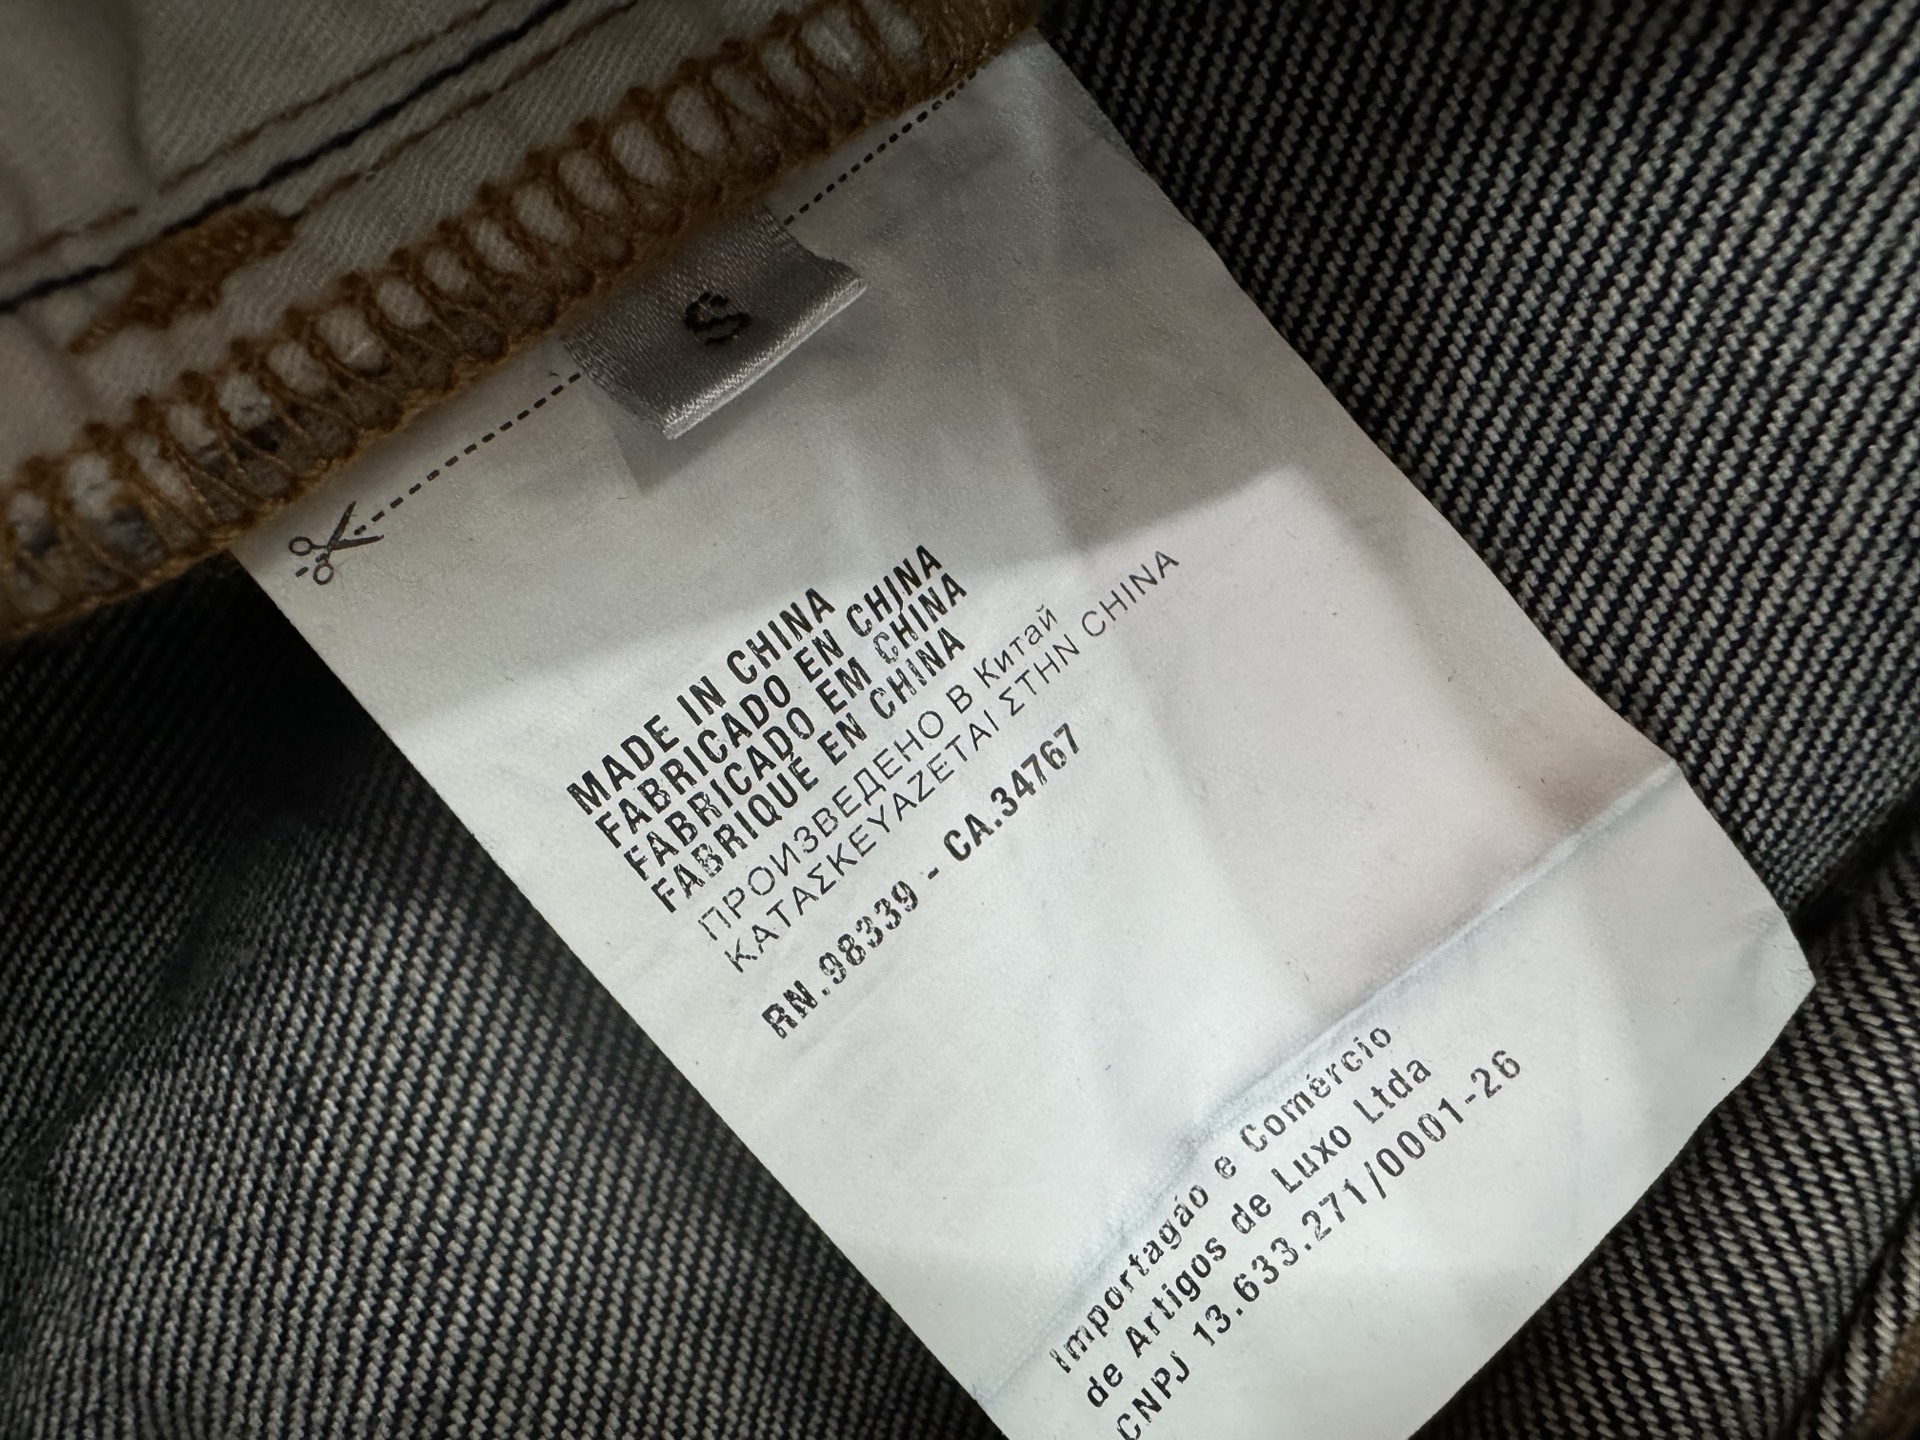 S
MADE IN CHINA
FABRICADO EN CHINA
FABRICADO EM CHINA
FABRIQUÉ EN CHINA
ПРОИЗВЕДЕНО В Китай
ΚΑΤΑΣΚΕΥΑΖΕΤΑΙ ΣΤΗΝ CHINA
RN.98339 - CA.34767
Importagáo e Comércio
de Artigos de Luxo Ltda
CNPJ 13.633.271/0001-26